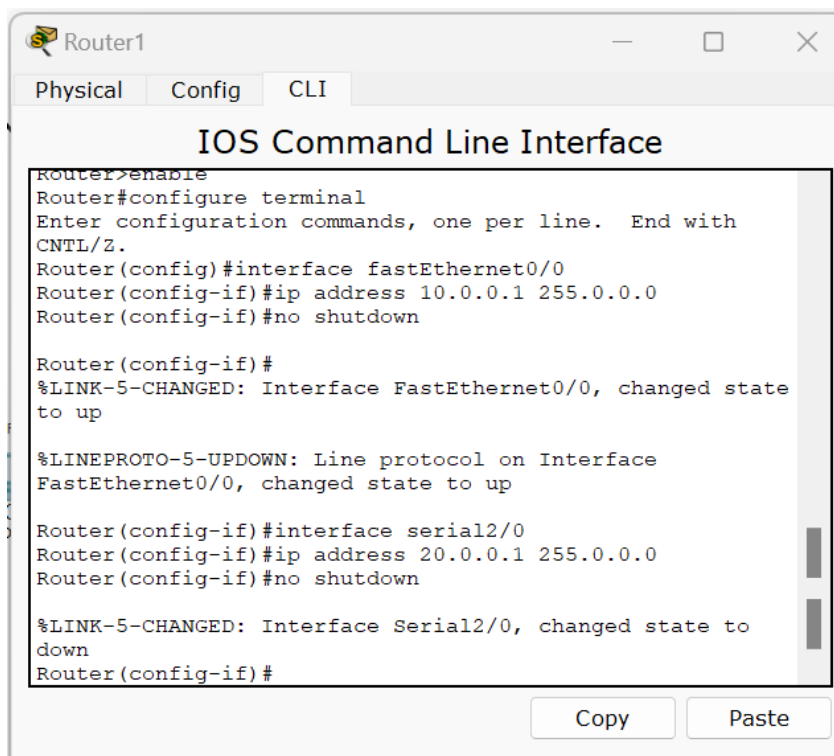 Router1
Physical Config CLI
IOS Command Line Interface
Router>enable
Router#configure terminal
Enter configuration commands, one per line.  End with
CNTL/Z.
Router(config)#interface fastEthernet0/0
Router(config-if)#ip address 10.0.0.1 255.0.0.0
Router(config-if)#no shutdown
Router(config-if)#
%LINK-5-CHANGED: Interface FastEthernet0/0, changed state
to up
%LINEPROTO-5-UPDOWN: Line protocol on Interface
FastEthernet0/0, changed state to up
Router(config-if)#interface serial2/0
Router(config-if)#ip address 20.0.0.1 255.0.0.0
Router(config-if)#no shutdown
%LINK-5-CHANGED: Interface Serial2/0, changed state to
down
Router(config-if)#
Copy Paste